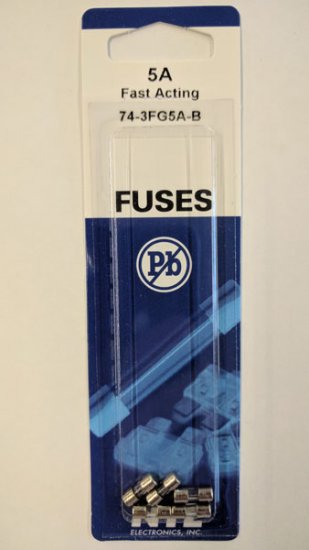 5A
Fast Acting
74-3FG5A-B
FUSES
Pb
NTE
ELECTRONICS, INC.